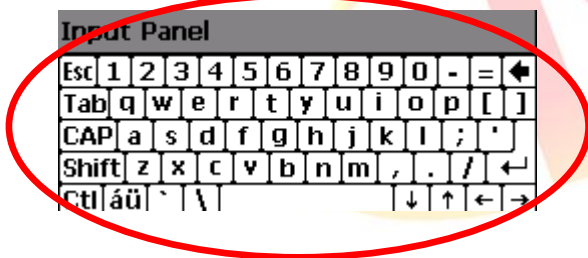 Input Panel
Esc 1 2 3 4 5 6 7 8 9 0 - = 🡄
Tab q w e r t y u i o p [ ]
CAP a s d f g h j k l ; '
Shift z x c v b n m , . / ↵
Ctl áü ` \ ↓ ↑ ← →